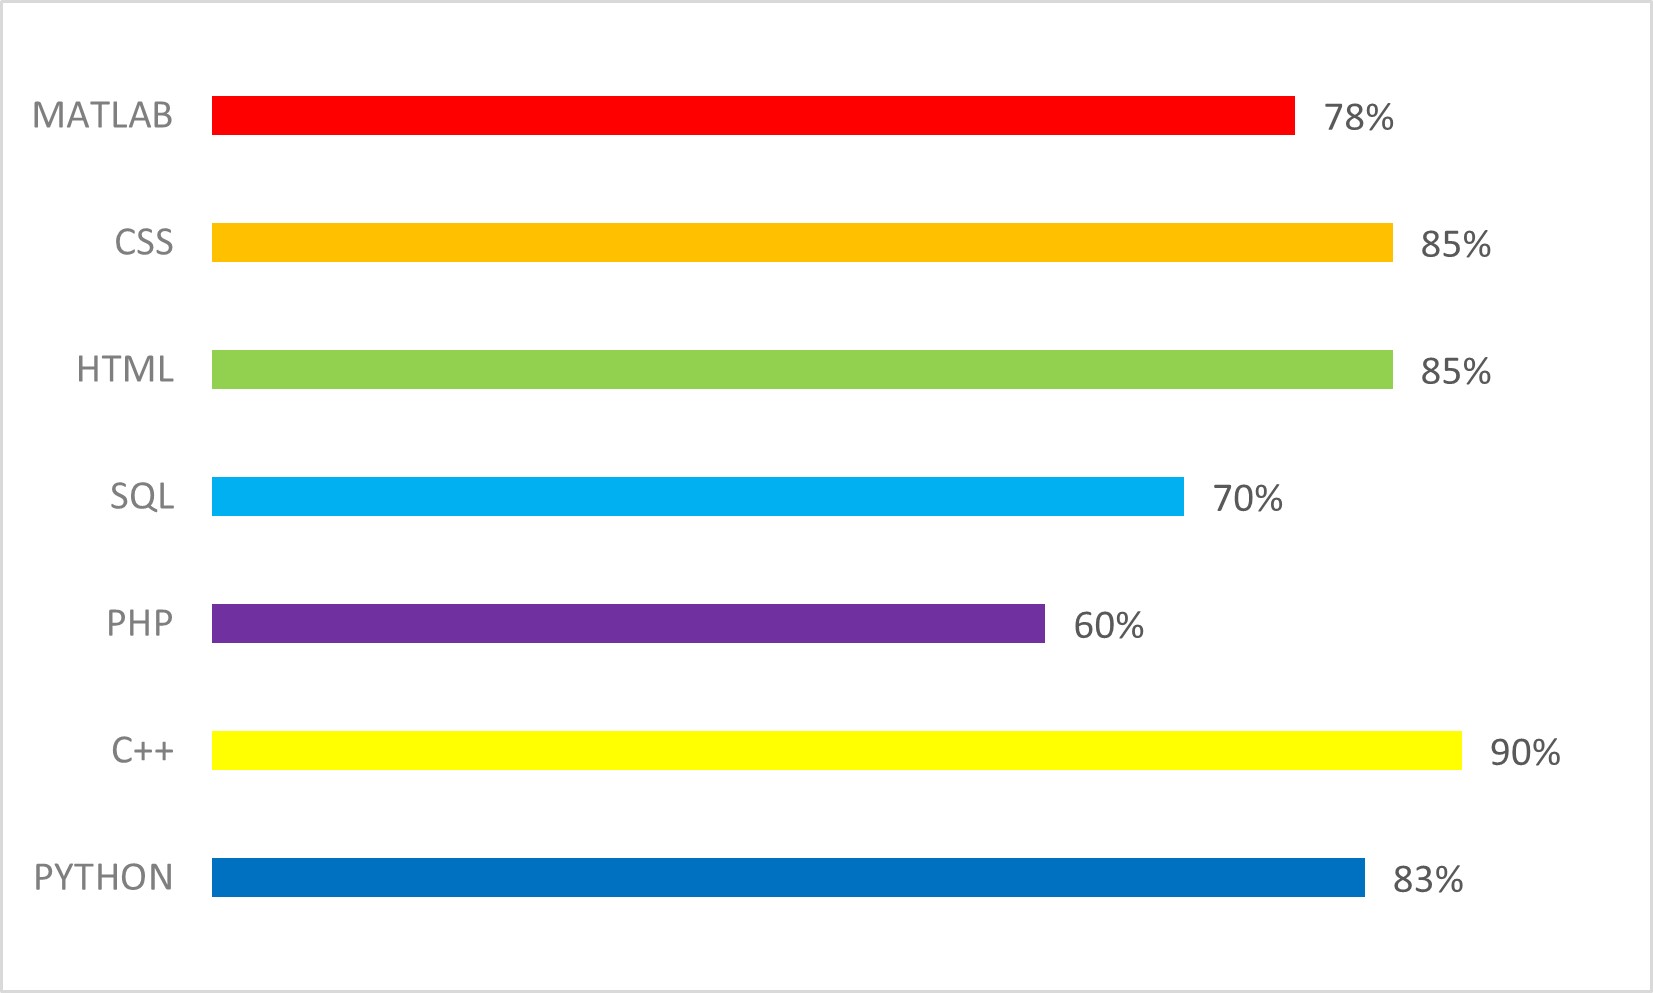 MATLAB 78%
CSS 85%
HTML 85%
SQL 70%
PHP 60%
C++ 90%
PYTHON 83%